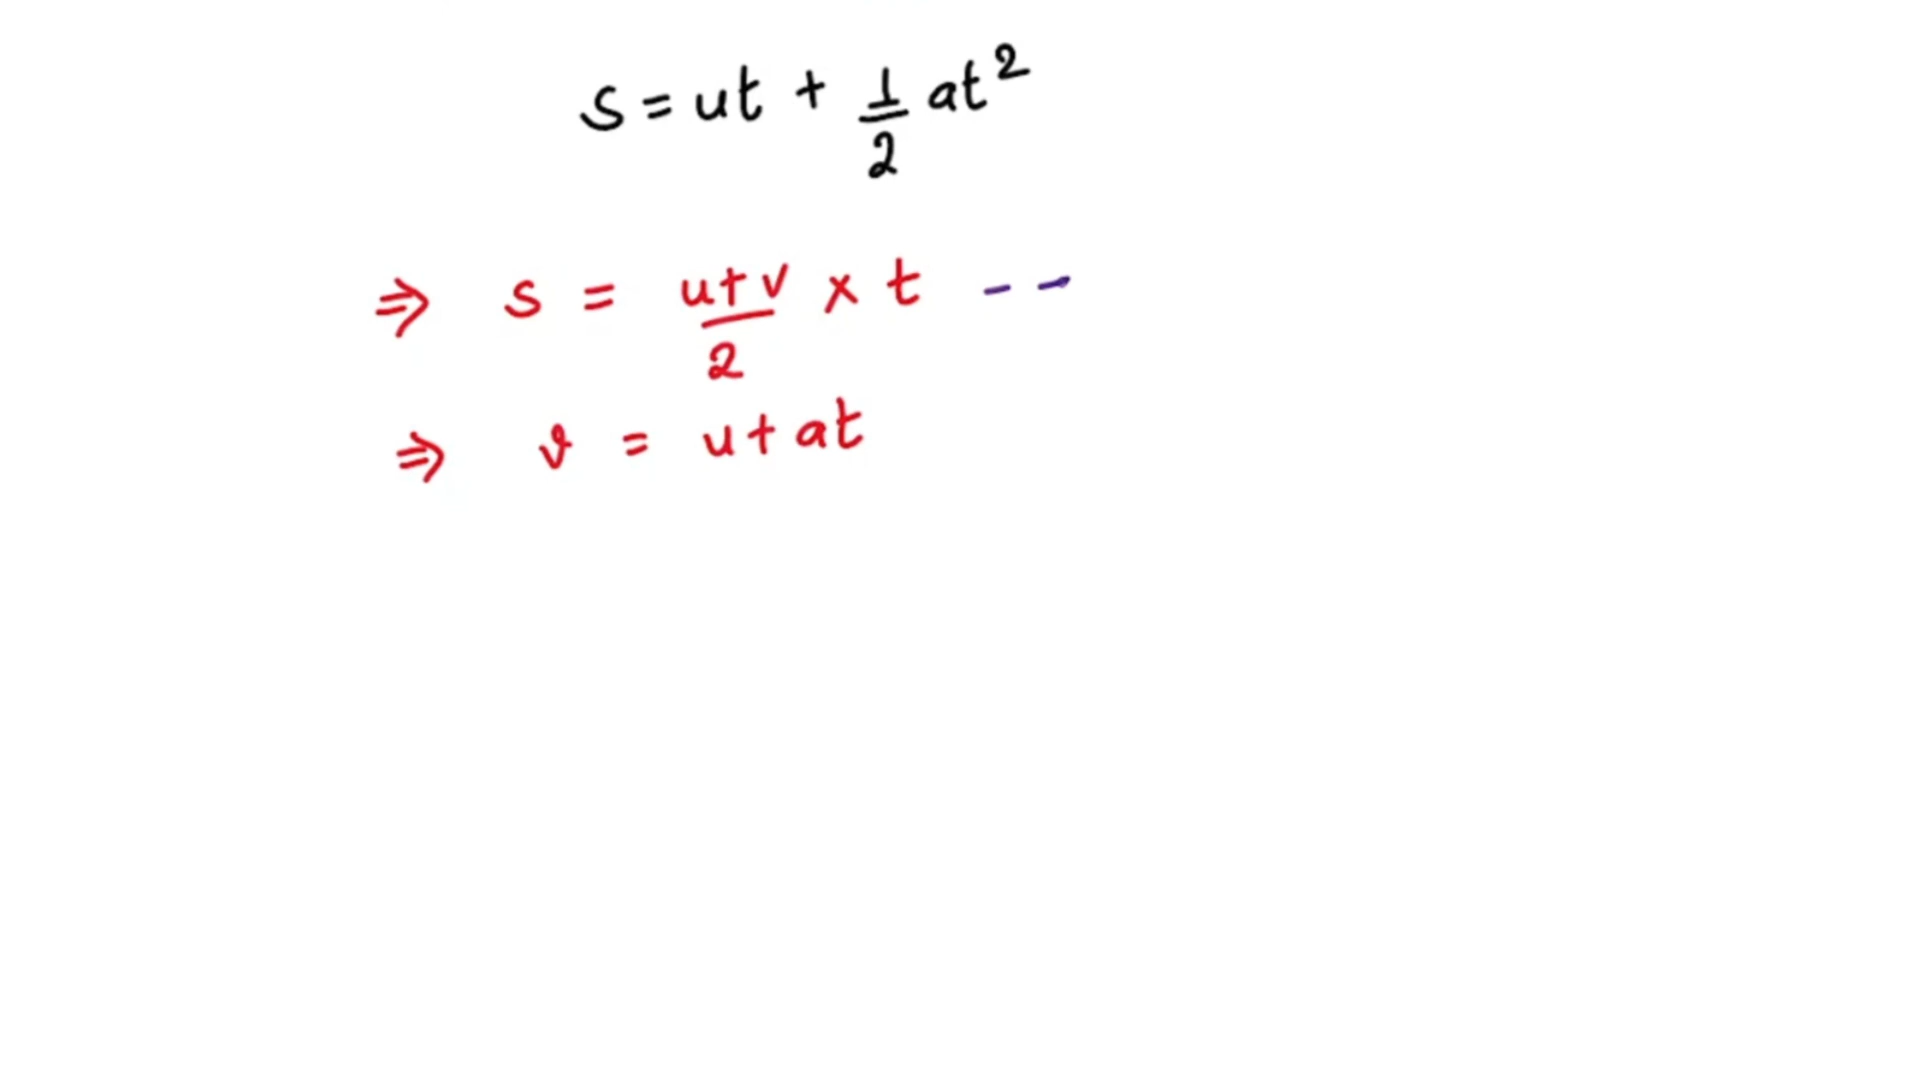 s = ut + 1/2 at²
⇒ s = u+v/2 × t - -
⇒ v = u+at